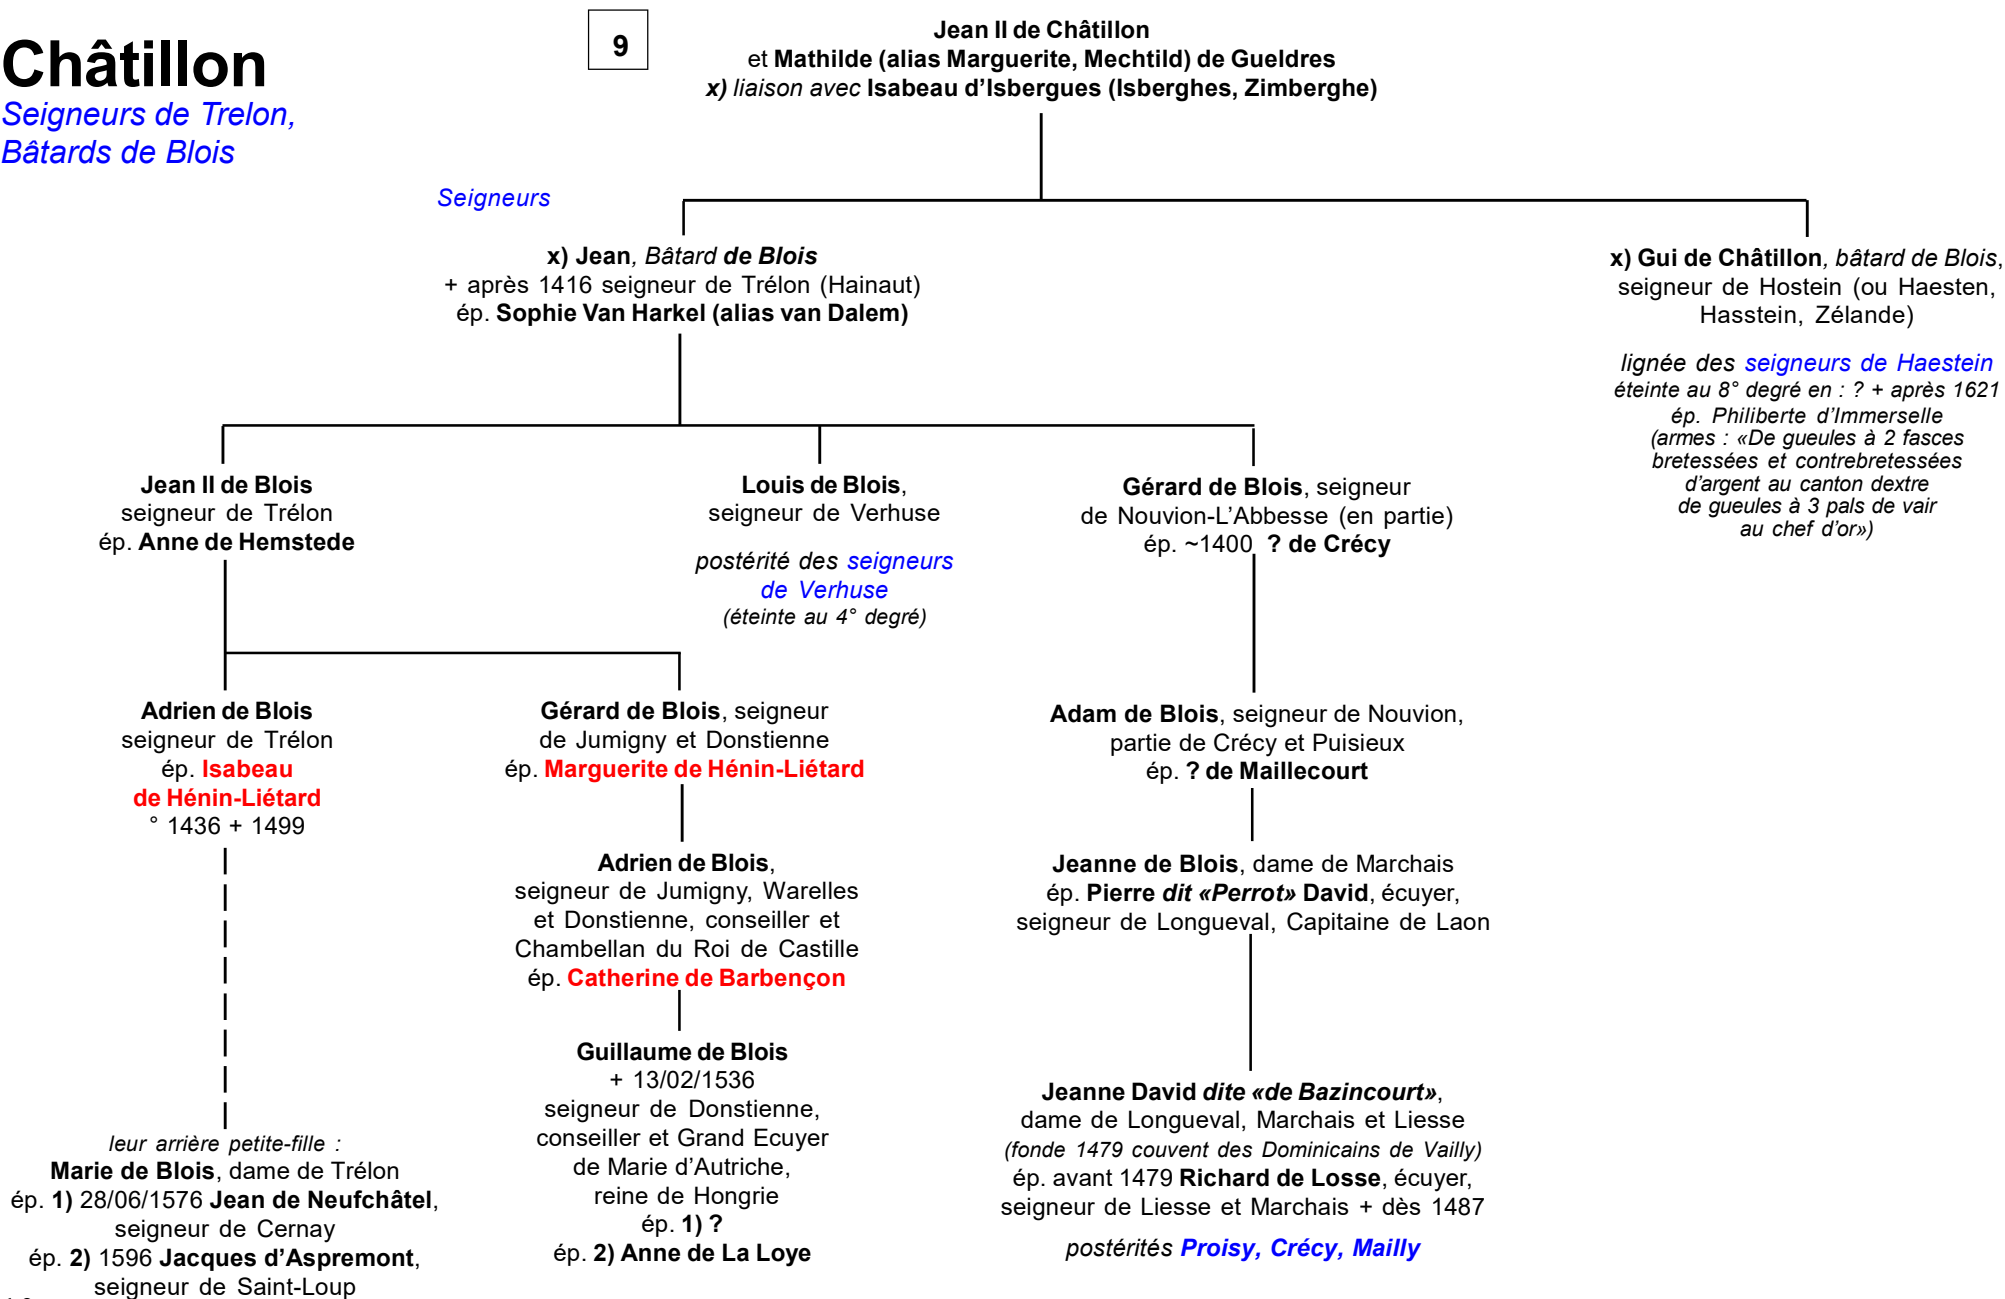 Châtillon
Seigneurs de Trelon,
Bâtards de Blois
9
Jean II de Châtillon
et Mathilde (alias Marguerite, Mechtild) de Gueldres
x) liaison avec Isabeau d’Isbergues (Isberghes, Zimberghe)
Seigneurs
x) Jean, Bâtard de Blois
+ après 1416 seigneur de Trélon (Hainaut)
ép. Sophie Van Harkel (alias van Dalem)
x) Gui de Châtillon, bâtard de Blois,
seigneur de Hostein (ou Haesten,
Hasstein, Zélande)
lignée des seigneurs de Haestein
éteinte au 8° degré en : ? + après 1621
ép. Philiberte d’Immerselle
(armes : «De gueules à 2 fasces
bretessées et contrebretessées
d’argent au canton dextre
de gueules à 3 pals de vair
au chef d’or»)
Jean II de Blois
seigneur de Trélon
ép. Anne de Hemstede
Louis de Blois,
seigneur de Verhuse
postérité des seigneurs
de Verhuse
(éteinte au 4° degré)
Gérard de Blois, seigneur
de Nouvion-L’Abbesse (en partie)
ép. ~1400 ? de Crécy
Adrien de Blois
seigneur de Trélon
ép. Isabeau
de Hénin-Liétard
° 1436 + 1499
Gérard de Blois, seigneur
de Jumigny et Donstienne
ép. Marguerite de Hénin-Liétard
Adam de Blois, seigneur de Nouvion,
partie de Crécy et Puisieux
ép. ? de Maillecourt
Adrien de Blois,
seigneur de Jumigny, Warelles
et Donstienne, conseiller et
Chambellan du Roi de Castille
ép. Catherine de Barbençon
Jeanne de Blois, dame de Marchais
ép. Pierre dit «Perrot» David, écuyer,
seigneur de Longueval, Capitaine de Laon
Guillaume de Blois
+ 13/02/1536
seigneur de Donstienne,
conseiller et Grand Ecuyer
de Marie d’Autriche,
reine de Hongrie
ép. 1) ?
ép. 2) Anne de La Loye
Jeanne David dite «de Bazincourt»,
dame de Longueval, Marchais et Liesse
(fonde 1479 couvent des Dominicains de Vailly)
ép. avant 1479 Richard de Losse, écuyer,
seigneur de Liesse et Marchais + dès 1487
postérités Proisy, Crécy, Mailly
leur arrière petite-fille :
Marie de Blois, dame de Trélon
ép. 1) 28/06/1576 Jean de Neufchâtel,
seigneur de Cernay
ép. 2) 1596 Jacques d’Aspremont,
seigneur de Saint-Loup